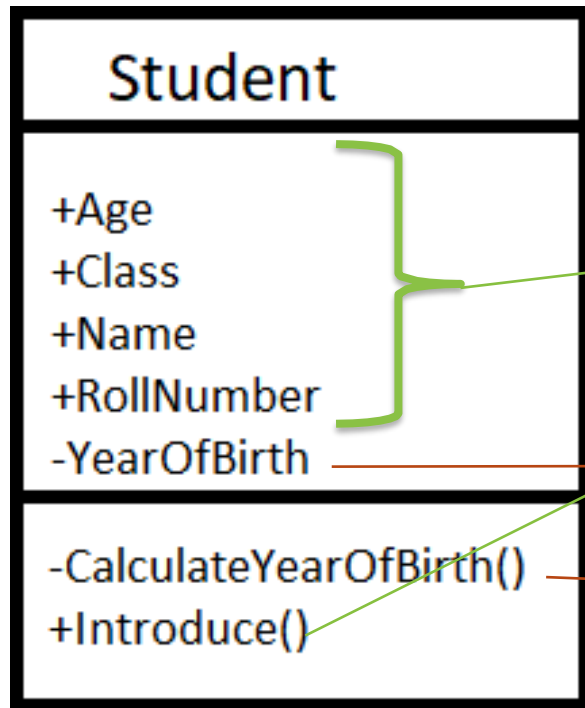 Student
+Age
+Class
+Name
+RollNumber
-YearOfBirth
-CalculateYearOfBirth()
+Introduce()